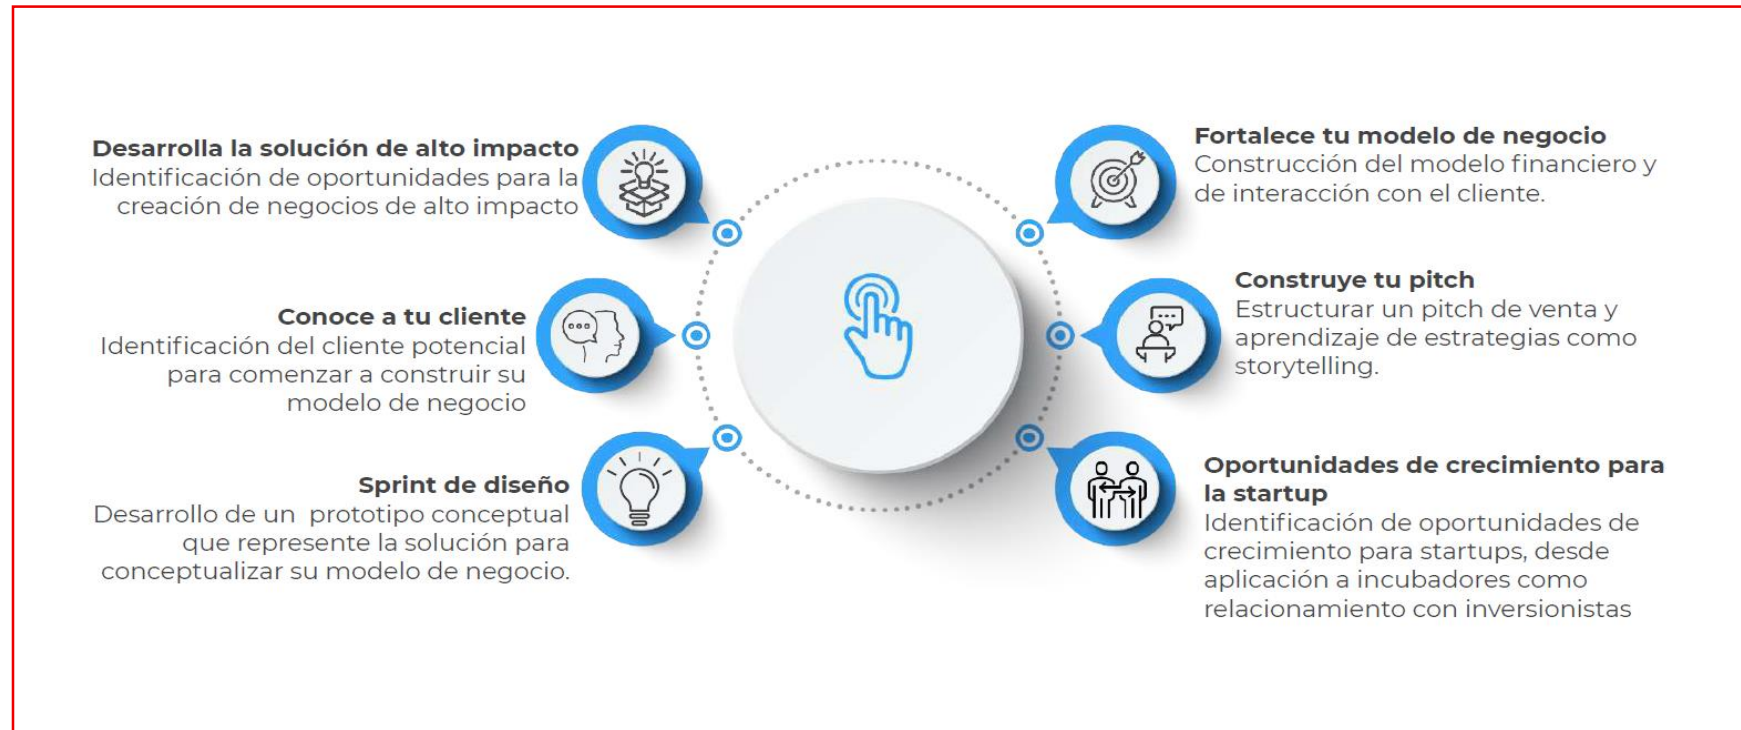 Desarrolla la solución de alto impacto
Identificación de oportunidades para la
creación de negocios de alto impacto
Conoce a tu cliente
Identificación del cliente potencial
para comenzar a construir su
modelo de negocio
Sprint de diseño
Desarrollo de un  prototipo conceptual
que represente la solución para
conceptualizar su modelo de negocio.
Fortalece tu modelo de negocio
Construcción del modelo financiero y
de interacción con el cliente.
Construye tu pitch
Estructurar un pitch de venta y
aprendizaje de estrategias como
storytelling.
Oportunidades de crecimiento para
la startup
Identificación de oportunidades de
crecimiento para startups, desde
aplicación a incubadores como
relacionamiento con inversionistas